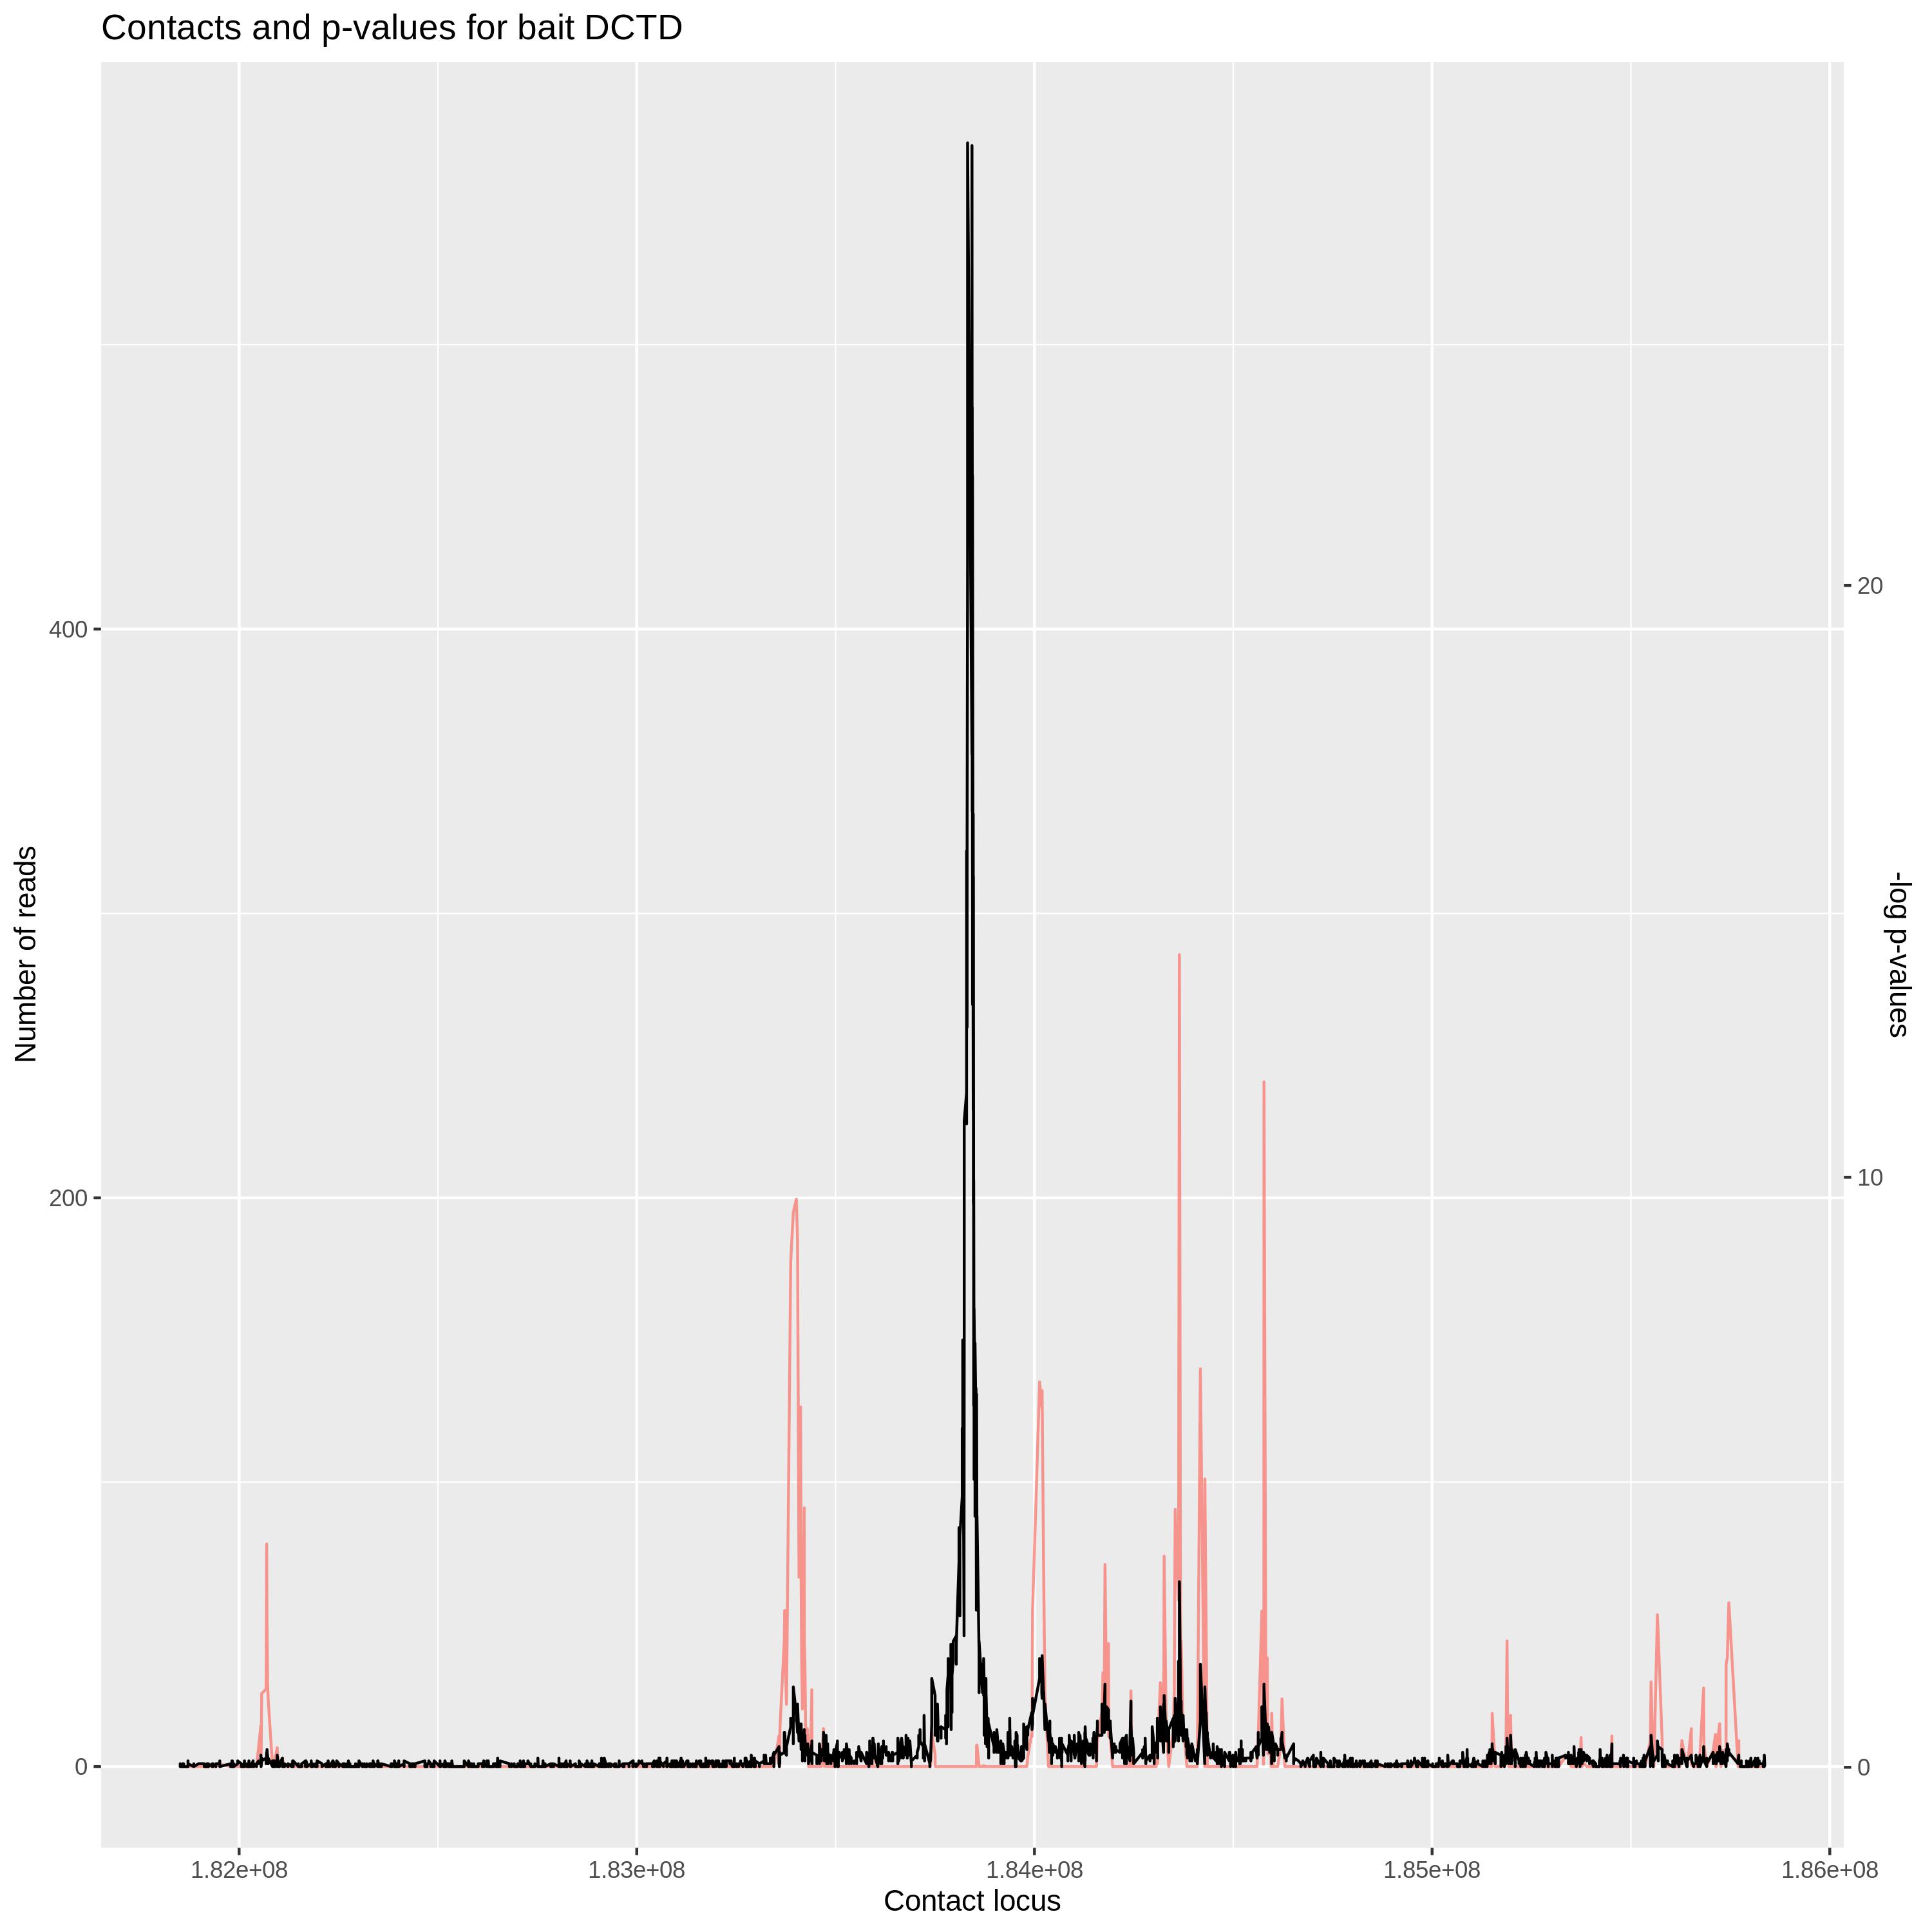 Contacts and p-values for bait DCTD
Number of reads
400
200
0
20
10
0
-log p-values
1.82e+08
1.83e+08
1.84e+08
1.85e+08
1.86e+08
Contact locus